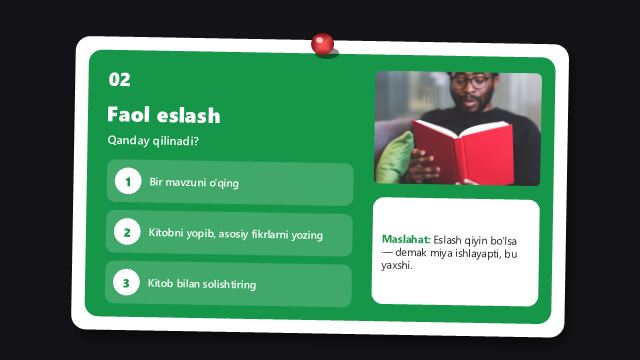 02
Faol eslash
Qanday qilinadi?
1 Bir mavzuni o'qing
2 Kitobni yopib, asosiy fikrlarni yozing
3 Kitob bilan solishtiring
Maslahat: Eslash qiyin bo'lsa
— demak miya ishlayapti, bu
yaxshi.